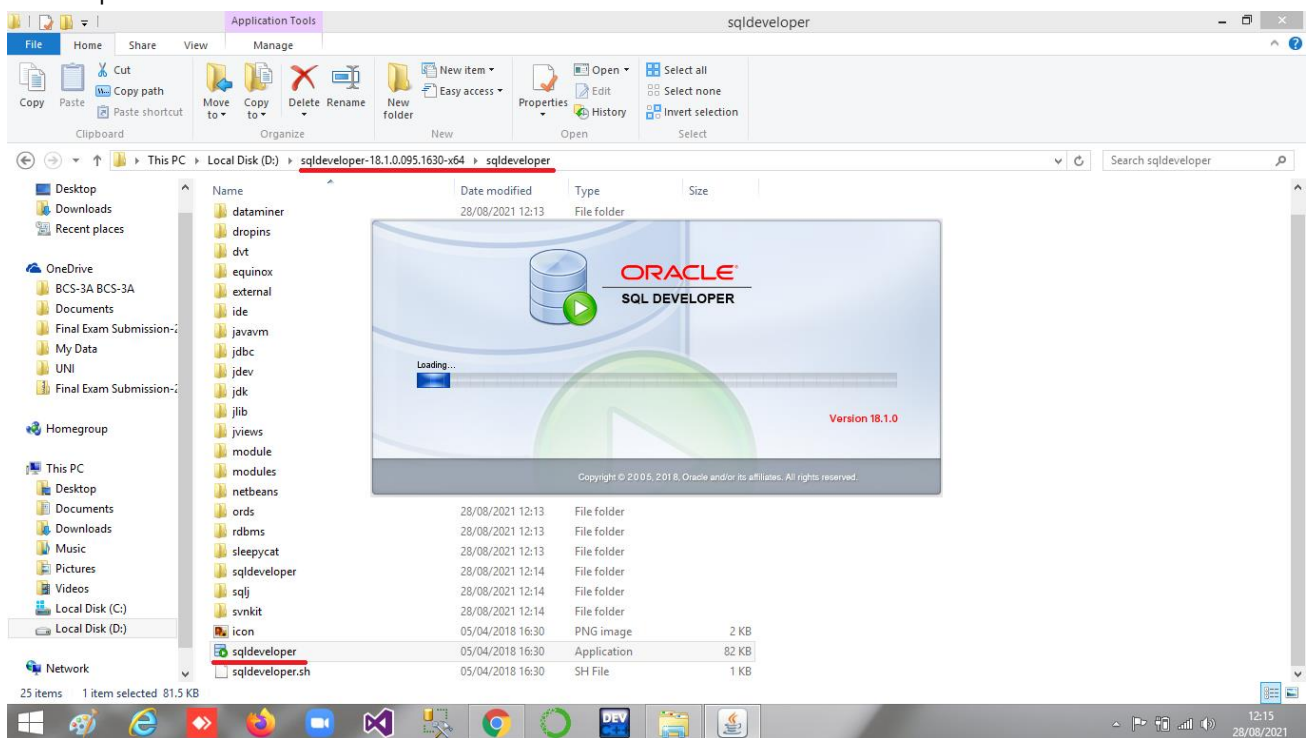 Application Tools
sqldeveloper
File Home Share View Manage
Cut
Copy path
Paste shortcut
Copy Paste
Move to
Copy to
Delete Rename
New folder
New item
Easy access
Properties
Open
Edit
History
Select all
Select none
Invert selection
Clipboard Organize New Open Select
This PC Local Disk (D:) sqldeveloper-18.1.0.095.1630-x64 sqldeveloper
Search sqldeveloper
Desktop
Downloads
Recent places
OneDrive
BCS-3A BCS-3A
Documents
Final Exam Submission-
My Data
UNI
Final Exam Submission-
Homegroup
This PC
Desktop
Documents
Downloads
Music
Pictures
Videos
Local Disk (C:)
Local Disk (D:)
Network
Name Date modified Type Size
dataminer 28/08/2021 12:13 File folder
dropins
dvt
equinox
external
ide
javavm
jdbc
jdev
jdk
jlib
jviews
module
modules
netbeans
ords 28/08/2021 12:13 File folder
rdbms 28/08/2021 12:13 File folder
sleepycat 28/08/2021 12:13 File folder
sqldeveloper 28/08/2021 12:14 File folder
sqlj 28/08/2021 12:14 File folder
svnkit 28/08/2021 12:14 File folder
icon 05/04/2018 16:30 PNG image 2 KB
sqldeveloper 05/04/2018 16:30 Application 82 KB
sqldeveloper.sh 05/04/2018 16:30 SH File 1 KB
ORACLE
SQL DEVELOPER
Loading...
Version 18.1.0
Copyright © 2005, 2018, Oracle and/or its affiliates. All rights reserved.
25 items 1 item selected 81.5 KB
DEV
C++
12:15
28/08/2021